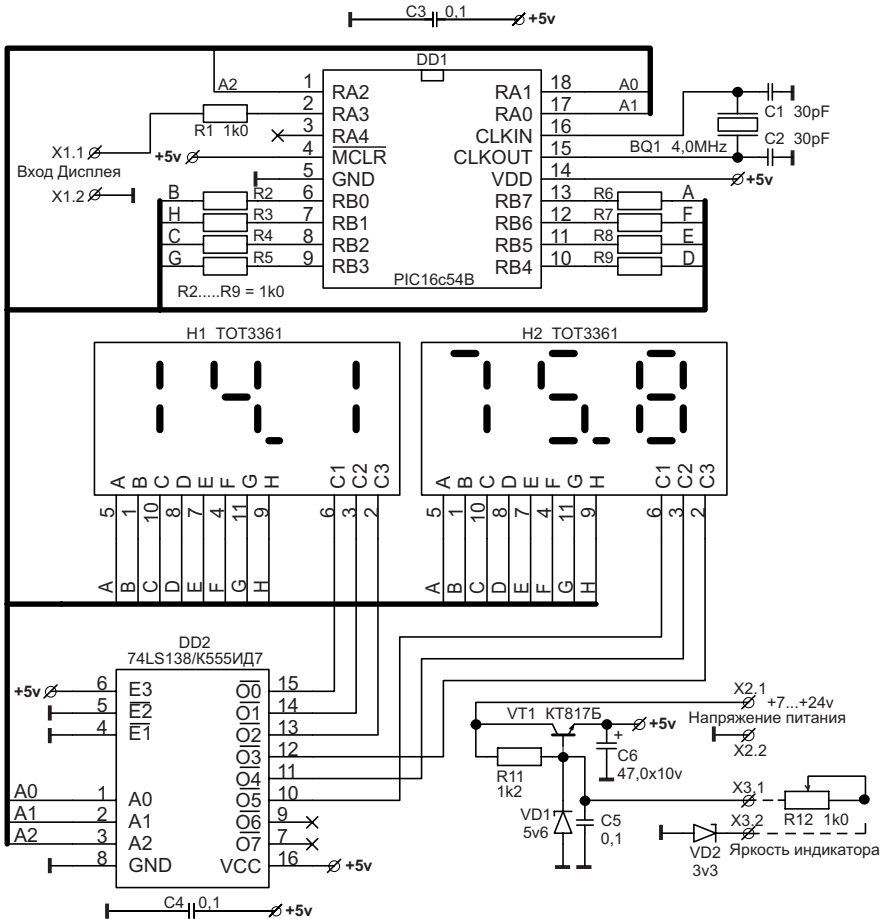 C3 0,1 +5v
DD1
A2 1 RA2 RA1 18 A0
2 RA3 RA0 17 A1
R1 1k0
3 RA4 CLKIN 16
C1 30pF
X1.1 +5v 4 MCLR CLKOUT 15 BQ1 4,0MHz C2 30pF
Вход Дисплея
5 GND VDD 14 +5v
X1.2
B R2 6 RB0 RB7 13 R6 A
H R3 7 RB1 RB6 12 R7 F
C R4 8 RB2 RB5 11 R8 E
G R5 9 RB3 RB4 10 R9 D
PIC16c54B
R2.....R9 = 1k0
H1 TOT3361 H2 TOT3361
14. 1 75.8
A B C D E F G H C1 C2 C3 A B C D E F G H C1 C2 C3
5 1 10 8 7 4 11 9 6 3 2 5 1 10 8 7 4 11 9 6 3 2
A B C D E F G H A B C D E F G H
DD2
74LS138/К555ИД7
+5v 6 E3 O0 15
5 E2 O1 14
4 E1 O2 13
O3 12
O4 11
A0 1 A0 O5 10
A1 2 A1 O6 9
A2 3 A2 O7 7
8 GND VCC 16 +5v
C4 0,1 +5v
X2.1
+7...+24v
VT1 КТ817Б +5v
Напряжение питания
X2.2
+
C6
47,0x10v
R11
1k2
X3.1
R12 1k0
VD1
5v6
C5
0,1
X3.2
VD2
3v3
Яркость индикатора